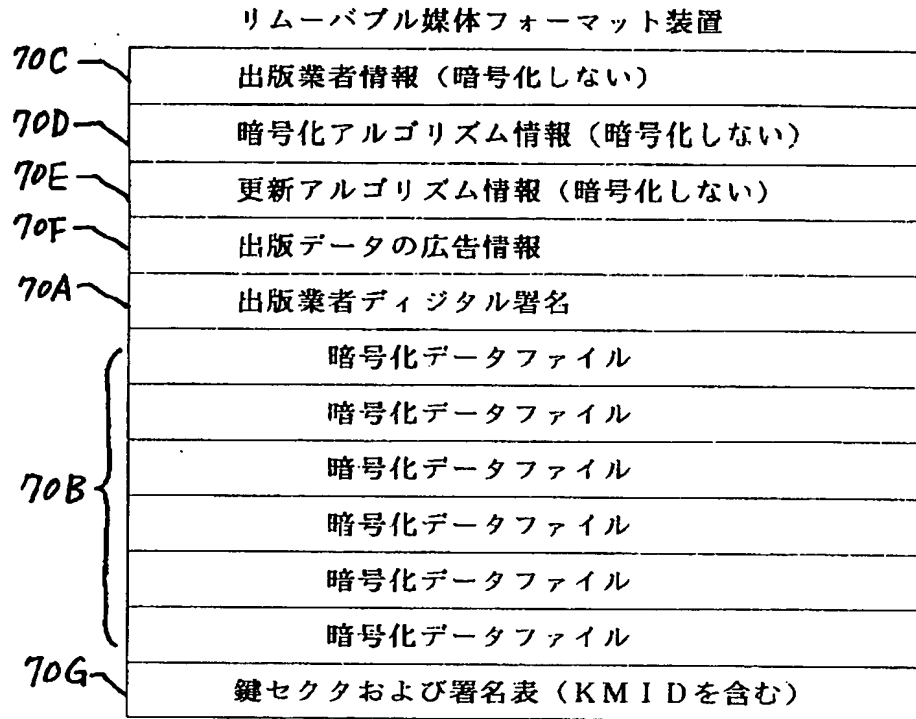 リムーバブル媒体フォーマット装置
70C 出版業者情報（暗号化しない）
70D 暗号化アルゴリズム情報（暗号化しない）
70E 更新アルゴリズム情報（暗号化しない）
70F 出版データの広告情報
70A 出版業者ディジタル署名
暗号化データファイル
暗号化データファイル
暗号化データファイル
70B 暗号化データファイル
暗号化データファイル
暗号化データファイル
70G 鍵セクタおよび署名表（KMIDを含む）